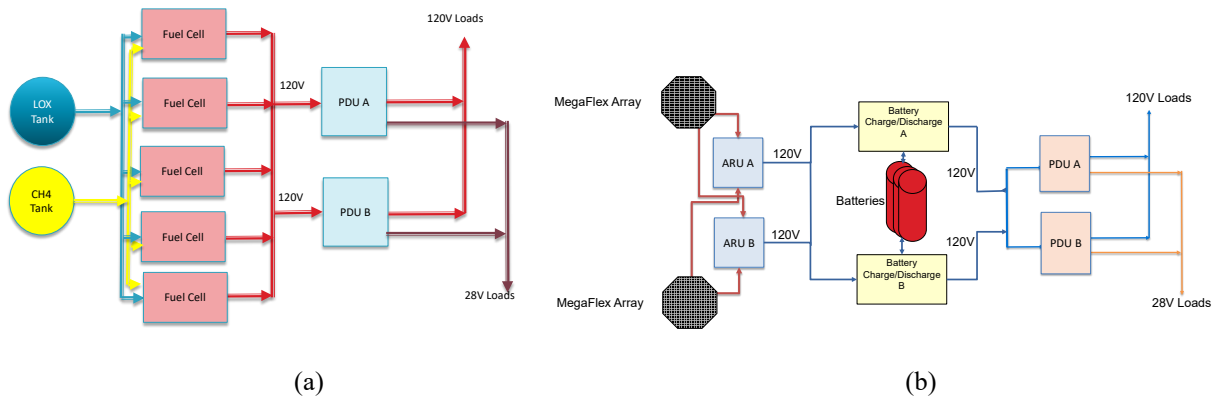 Fuel Cell
Fuel Cell
Fuel Cell
Fuel Cell
Fuel Cell
LOX
Tank
CH4
Tank
120V
120V
PDU A
PDU B
120V Loads
28V Loads
(a)
MegaFlex Array
MegaFlex Array
ARU A
ARU B
120V
120V
Battery
Charge/Discharge
A
Batteries
Battery
Charge/Discharge
B
120V
120V
PDU A
PDU B
120V Loads
28V Loads
(b)